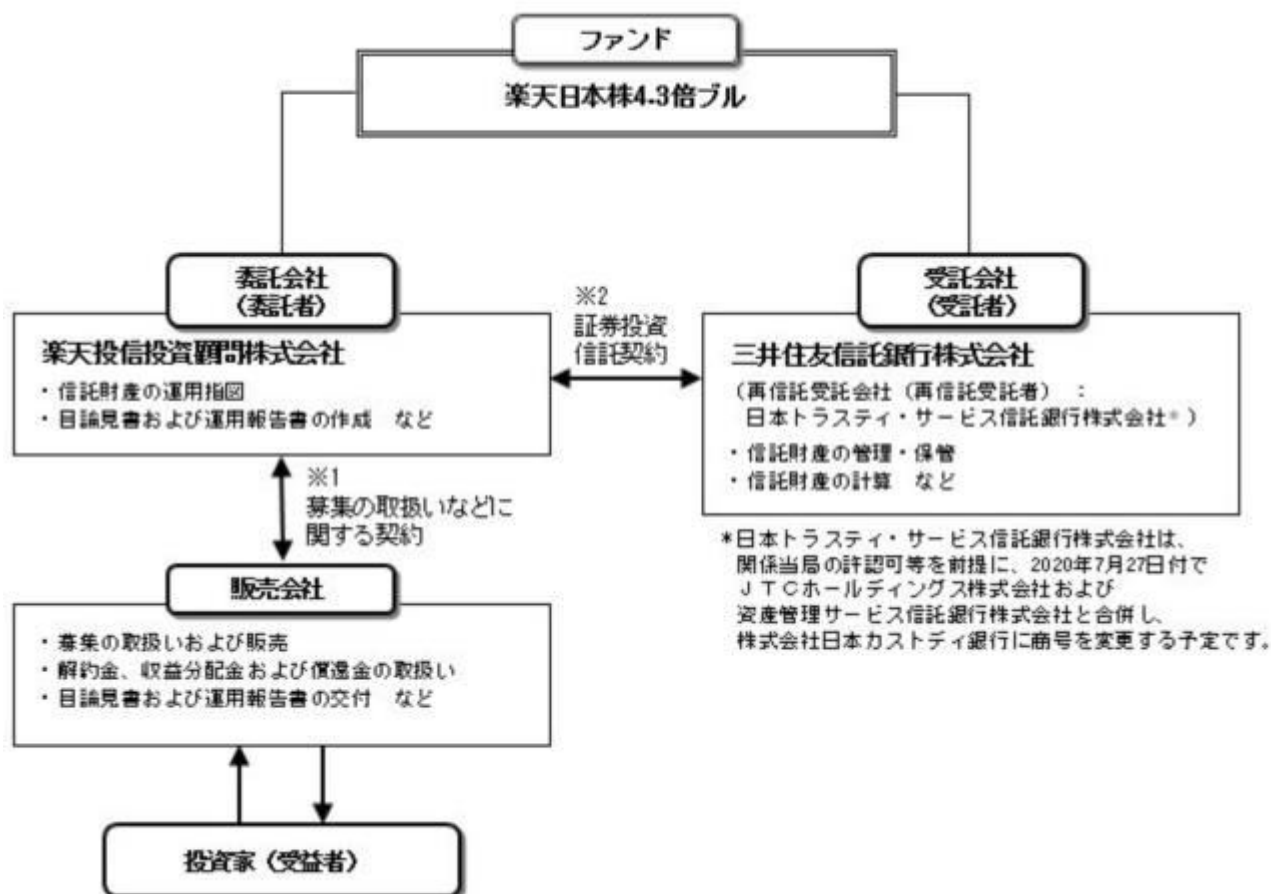 ファンド
楽天日本株4.3倍ブル
委託会社
(委託者)
楽天投信投資顧問株式会社
・信託財産の運用指図
・目論見書および運用報告書の作成 など
※2
証券投資
信託契約
受託会社
(受託者)
三井住友信託銀行株式会社
(再信託受託会社(再信託受託者) :
日本トラスティ・サービス信託銀行株式会社*)
・信託財産の管理・保管
・信託財産の計算 など
*日本トラスティ・サービス信託銀行株式会社は、
関係当局の許認可等を前提に、2020年7月27日付で
JTCホールディングス株式会社および
資産管理サービス信託銀行株式会社と合併し、
株式会社日本カストディ銀行に商号を変更する予定です。
※1
募集の取扱いなどに
関する契約
販売会社
・募集の取扱いおよび販売
・解約金、収益分配金および償還金の取扱い
・目論見書および運用報告書の交付 など
投資家(受益者)